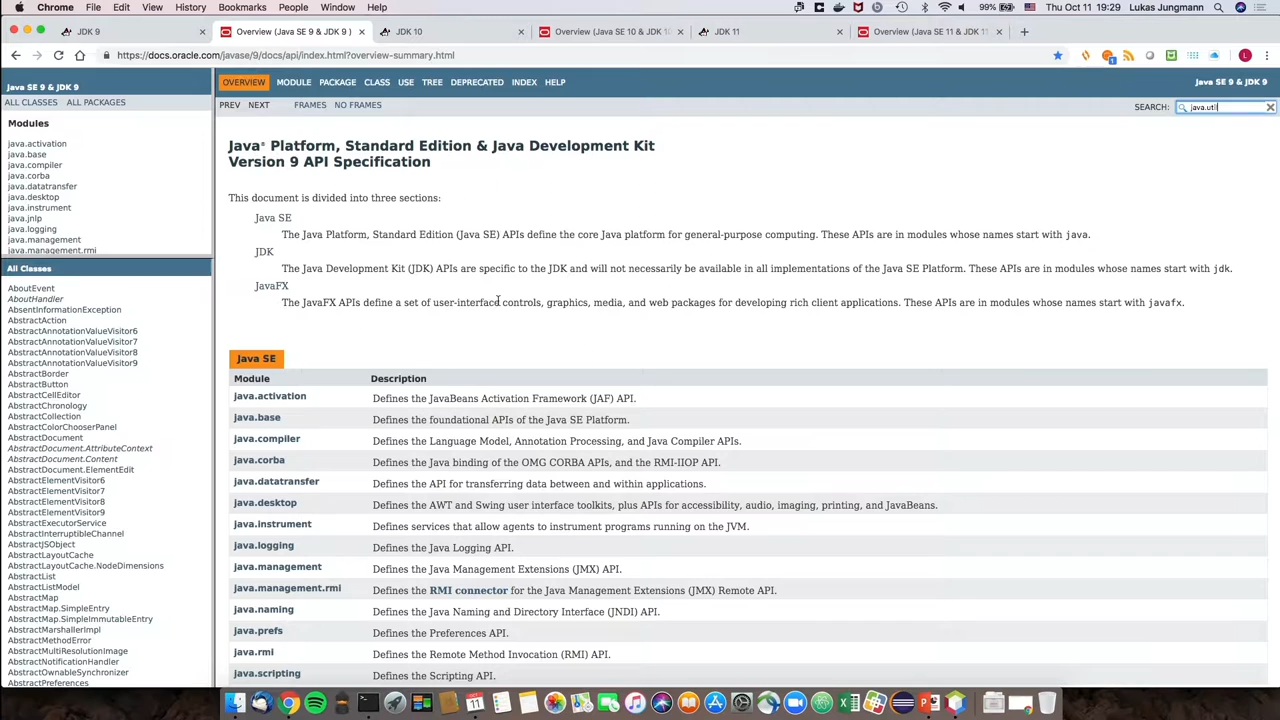 Chrome File Edit View History Bookmarks People Window Help
99% Thu Oct 11 19:29 Lukas Jungmann
JDK 9
Overview (Java SE 9 & JDK 9 )
JDK 10
Overview (Java SE 10 & JDK 10
JDK 11
Overview (Java SE 11 & JDK 11
https://docs.oracle.com/javase/9/docs/api/index.html?overview-summary.html
Java SE 9 & JDK 9
ALL CLASSES ALL PACKAGES
Modules
java.activation
java.base
java.compiler
java.corba
java.datatransfer
java.desktop
java.instrument
java.jnlp
java.logging
java.management
java.management.rmi
All Classes
AboutEvent
AboutHandler
AbsentInformationException
AbstractAction
AbstractAnnotationValueVisitor6
AbstractAnnotationValueVisitor7
AbstractAnnotationValueVisitor8
AbstractAnnotationValueVisitor9
AbstractBorder
AbstractButton
AbstractCellEditor
AbstractChronology
AbstractCollection
AbstractColorChooserPanel
AbstractDocument
AbstractDocument.AttributeContext
AbstractDocument.Content
AbstractDocument.ElementEdit
AbstractElementVisitor6
AbstractElementVisitor7
AbstractElementVisitor8
AbstractElementVisitor9
AbstractExecutorService
AbstractInterruptibleChannel
AbstractJSObject
AbstractLayoutCache
AbstractLayoutCache.NodeDimensions
AbstractList
AbstractListModel
AbstractMap
AbstractMap.SimpleEntry
AbstractMap.SimpleImmutableEntry
AbstractMarshallerImpl
AbstractMethodError
AbstractMultiResolutionImage
AbstractNotificationHandler
AbstractOwnableSynchronizer
AbstractPreferences
OVERVIEW MODULE PACKAGE CLASS USE TREE DEPRECATED INDEX HELP
Java SE 9 & JDK 9
PREV NEXT FRAMES NO FRAMES
SEARCH: java.util
Java® Platform, Standard Edition & Java Development Kit
Version 9 API Specification
This document is divided into three sections:
Java SE
The Java Platform, Standard Edition (Java SE) APIs define the core Java platform for general-purpose computing. These APIs are in modules whose names start with java.
JDK
The Java Development Kit (JDK) APIs are specific to the JDK and will not necessarily be available in all implementations of the Java SE Platform. These APIs are in modules whose names start with jdk.
JavaFX
The JavaFX APIs define a set of user-interface controls, graphics, media, and web packages for developing rich client applications. These APIs are in modules whose names start with javafx.
Java SE
Module Description
java.activation Defines the JavaBeans Activation Framework (JAF) API.
java.base Defines the foundational APIs of the Java SE Platform.
java.compiler Defines the Language Model, Annotation Processing, and Java Compiler APIs.
java.corba Defines the Java binding of the OMG CORBA APIs, and the RMI-IIOP API.
java.datatransfer Defines the API for transferring data between and within applications.
java.desktop Defines the AWT and Swing user interface toolkits, plus APIs for accessibility, audio, imaging, printing, and JavaBeans.
java.instrument Defines services that allow agents to instrument programs running on the JVM.
java.logging Defines the Java Logging API.
java.management Defines the Java Management Extensions (JMX) API.
java.management.rmi Defines the RMI connector for the Java Management Extensions (JMX) Remote API.
java.naming Defines the Java Naming and Directory Interface (JNDI) API.
java.prefs Defines the Preferences API.
java.rmi Defines the Remote Method Invocation (RMI) API.
java.scripting Defines the Scripting API.